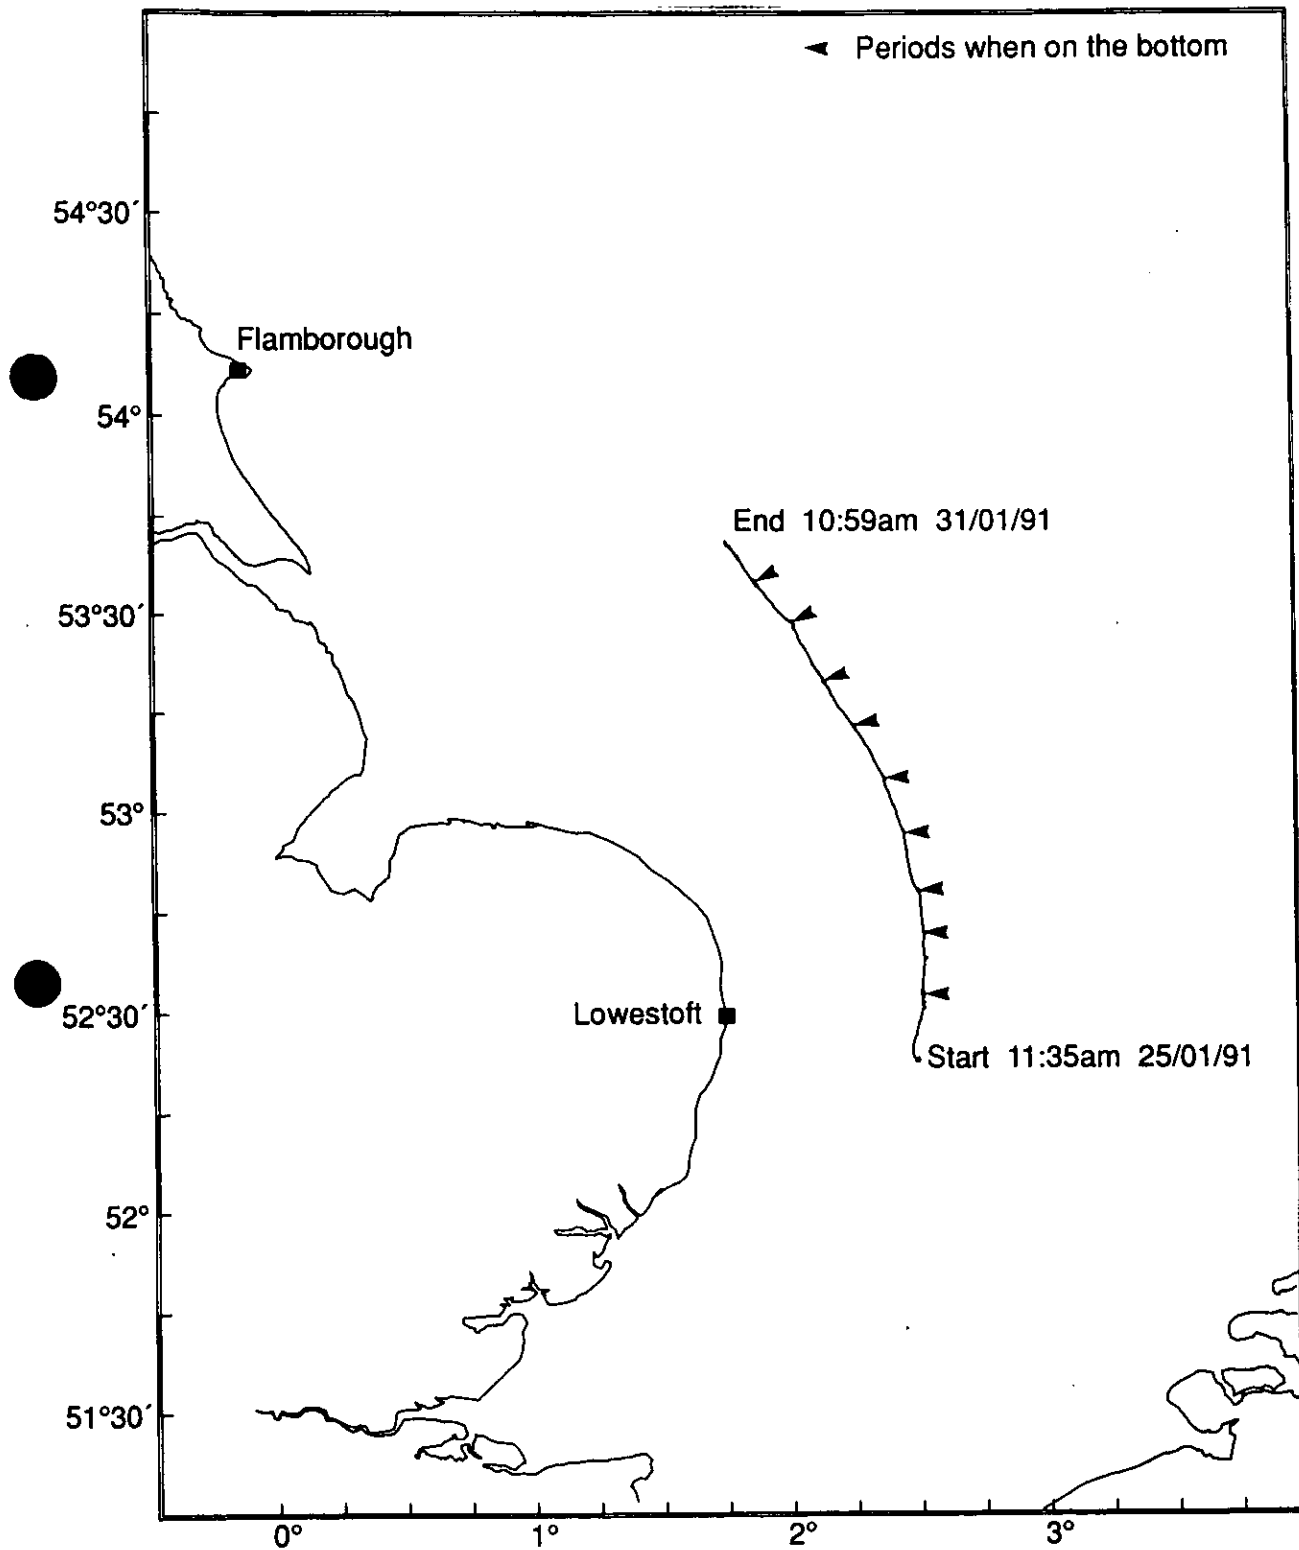 Periods when on the bottom
54°30′
Flamborough
54°
End 10:59am 31/01/91
53°30′
53°
52°30′
Lowestoft
Start 11:35am 25/01/91
52°
51°30′
0°
1°
2°
3°